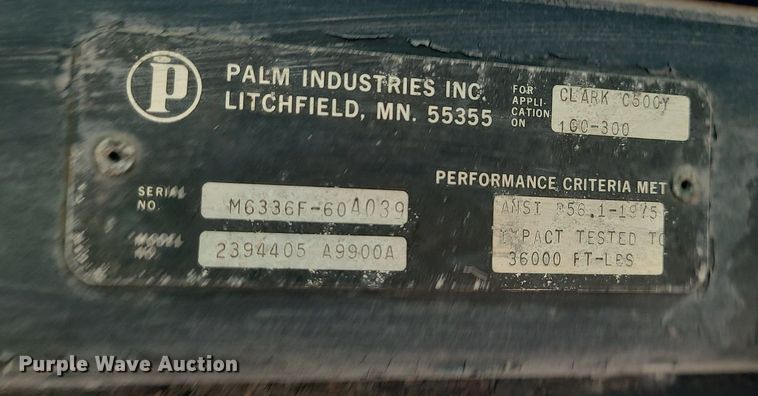 PALM INDUSTRIES INC.
LITCHFIELD, MN. 55355
FOR
APPLI-
CATION
ON
CLARK C500Y
160-300
SERIAL
NO.
M6336F-604039
MODEL
NO
2394405 A9900A
PERFORMANCE CRITERIA MET
ANSI B56.1-1975
IMPACT TESTED TO
36000 FT-LBS
Purple Wave Auction